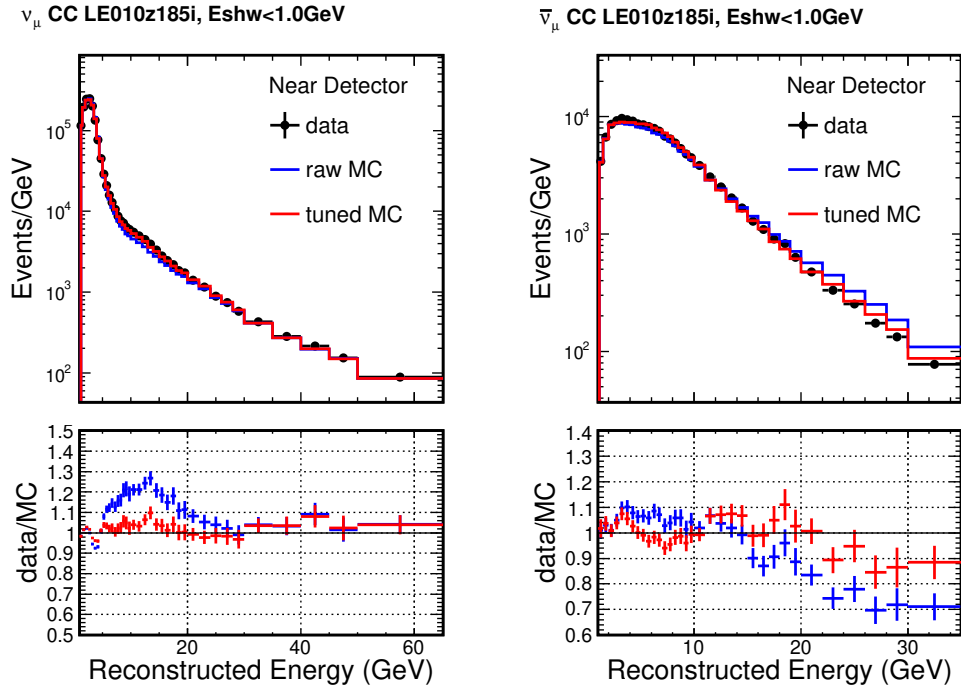 ν_μ CC LE010z185i, Eshw<1.0GeV
Near Detector
data
raw MC
tuned MC
Events/GeV
10^5
10^4
10^3
10^2
data/MC
1.5
1.4
1.3
1.2
1.1
1
0.9
0.8
0.7
0.6
0.5
20 40 60
Reconstructed Energy (GeV)
ν̅_μ CC LE010z185i, Eshw<1.0GeV
Near Detector
data
raw MC
tuned MC
Events/GeV
10^4
10^3
10^2
data/MC
1.4
1.3
1.2
1.1
1
0.9
0.8
0.7
0.6
10 20 30
Reconstructed Energy (GeV)